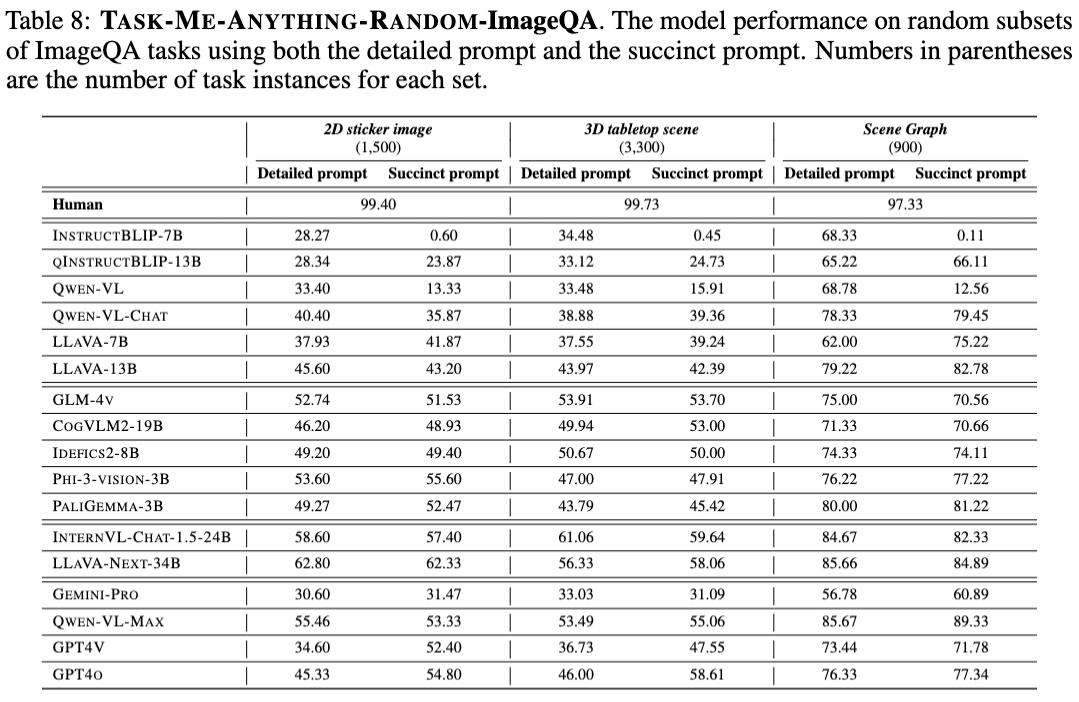 Table 8: TASK-ME-ANYTHING-RANDOM-ImageQA. The model performance on random subsets
of ImageQA tasks using both the detailed prompt and the succinct prompt. Numbers in parentheses
are the number of task instances for each set.
2D sticker image 3D tabletop scene Scene Graph
(1,500) (3,300) (900)
Detailed prompt Succinct prompt Detailed prompt Succinct prompt Detailed prompt Succinct prompt
Human 99.40 99.73 97.33
INSTRUCTBLIP-7B 28.27 0.60 34.48 0.45 68.33 0.11
QINSTRUCTBLIP-13B 28.34 23.87 33.12 24.73 65.22 66.11
QWEN-VL 33.40 13.33 33.48 15.91 68.78 12.56
QWEN-VL-CHAT 40.40 35.87 38.88 39.36 78.33 79.45
LLAVA-7B 37.93 41.87 37.55 39.24 62.00 75.22
LLAVA-13B 45.60 43.20 43.97 42.39 79.22 82.78
GLM-4V 52.74 51.53 53.91 53.70 75.00 70.56
COGVLM2-19B 46.20 48.93 49.94 53.00 71.33 70.66
IDEFICS2-8B 49.20 49.40 50.67 50.00 74.33 74.11
PHI-3-VISION-3B 53.60 55.60 47.00 47.91 76.22 77.22
PALIGEMMA-3B 49.27 52.47 43.79 45.42 80.00 81.22
INTERNVL-CHAT-1.5-24B 58.60 57.40 61.06 59.64 84.67 82.33
LLAVA-NEXT-34B 62.80 62.33 56.33 58.06 85.66 84.89
GEMINI-PRO 30.60 31.47 33.03 31.09 56.78 60.89
QWEN-VL-MAX 55.46 53.33 53.49 55.06 85.67 89.33
GPT4V 34.60 52.40 36.73 47.55 73.44 71.78
GPT4O 45.33 54.80 46.00 58.61 76.33 77.34